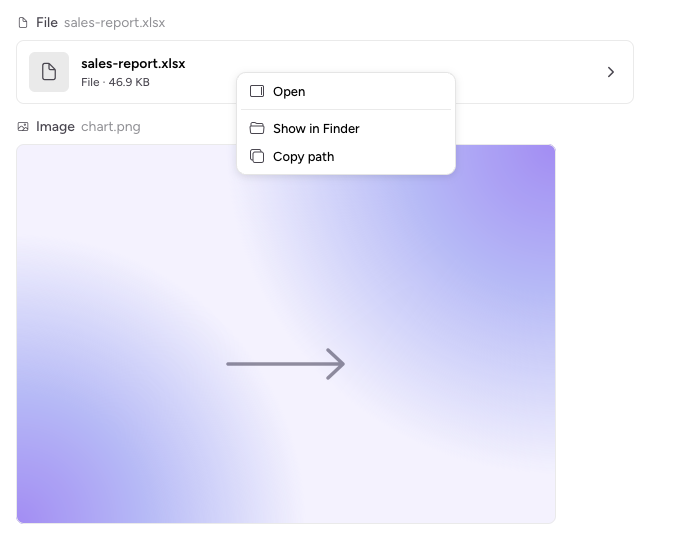 File sales-report.xlsx
sales-report.xlsx
File · 46.9 KB
Open
Show in Finder
Copy path
Image chart.png